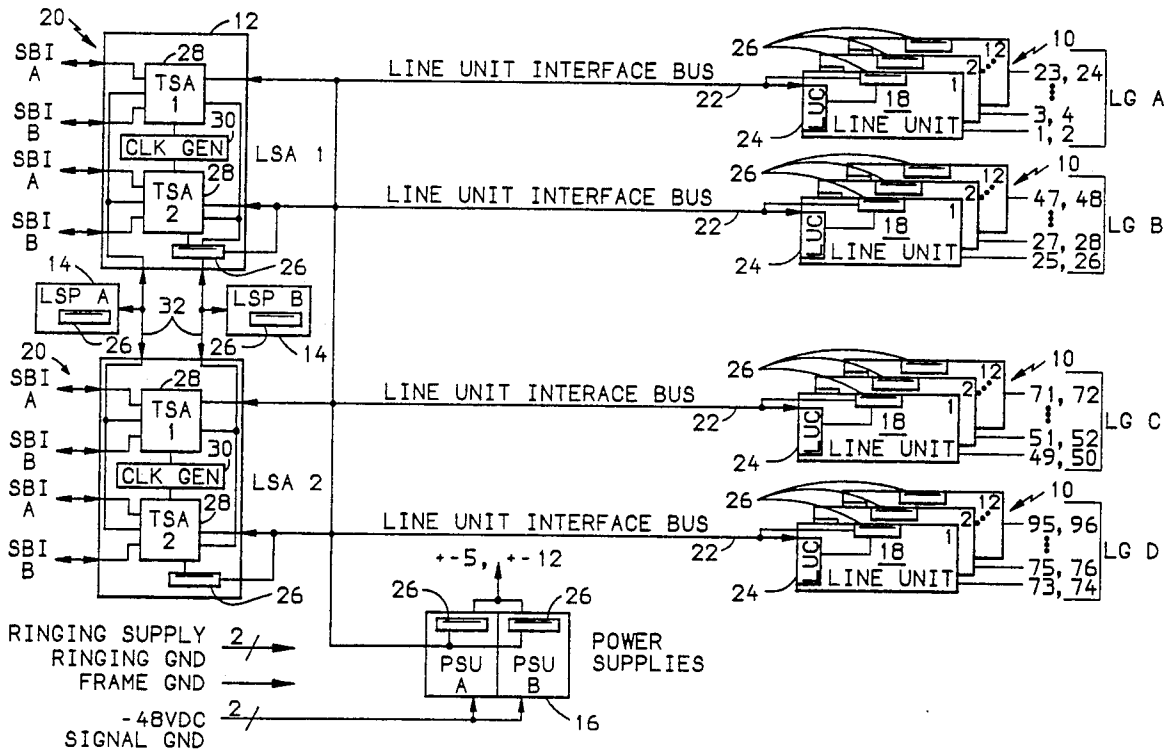 20
12
SBI
A
28
TSA
1
SBI
B
30
CLK GEN
LSA 1
SBI
A
28
TSA
2
SBI
B
26
14
LSP A
26
32
LSP B
26
14
20
SBI
A
28
TSA
1
SBI
B
30
CLK GEN
LSA 2
SBI
A
28
TSA
2
SBI
B
26
LINE UNIT INTERFACE BUS
22
26
12
2
1
10
LUC
18
LINE UNIT
24
23, 24
3, 4
1, 2
LG A
LINE UNIT INTERFACE BUS
22
26
12
2
1
10
LUC
18
LINE UNIT
24
47, 48
27, 28
25, 26
LG B
LINE UNIT INTERACE BUS
22
26
12
2
1
10
LUC
18
LINE UNIT
24
71, 72
51, 52
49, 50
LG C
LINE UNIT INTERFACE BUS
22
26
12
2
1
10
LUC
18
LINE UNIT
24
95, 96
75, 76
73, 74
LG D
+-5, +-12
26
26
PSU
A
PSU
B
POWER
SUPPLIES
16
RINGING SUPPLY 2
RINGING GND
FRAME GND
-48VDC 2
SIGNAL GND